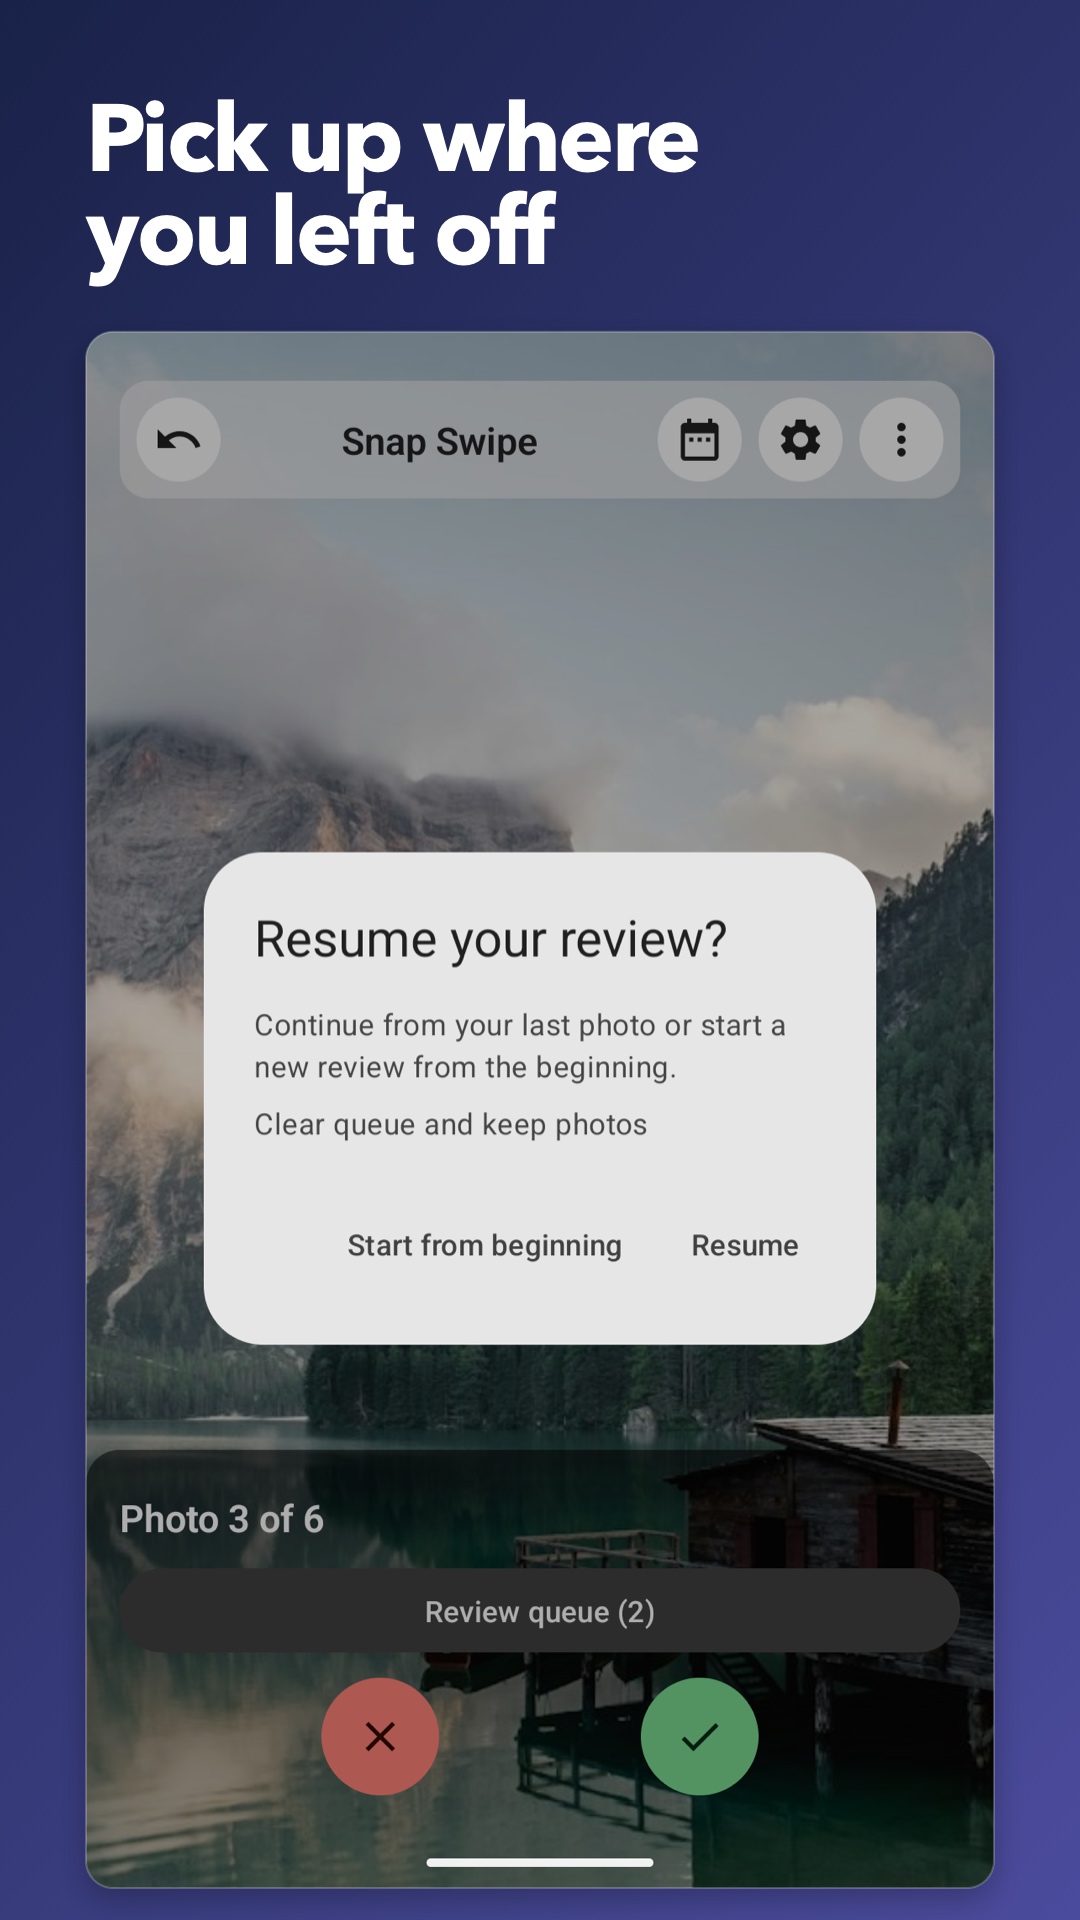 Pick up where
you left off
Snap Swipe
Resume your review?
Continue from your last photo or start a
new review from the beginning.
Clear queue and keep photos
Start from beginning
Resume
Photo 3 of 6
Review queue (2)